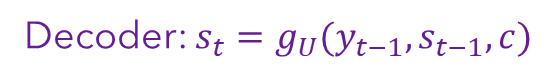 Decoder: sₜ = g_U(yₜ₋₁, sₜ₋₁, c)